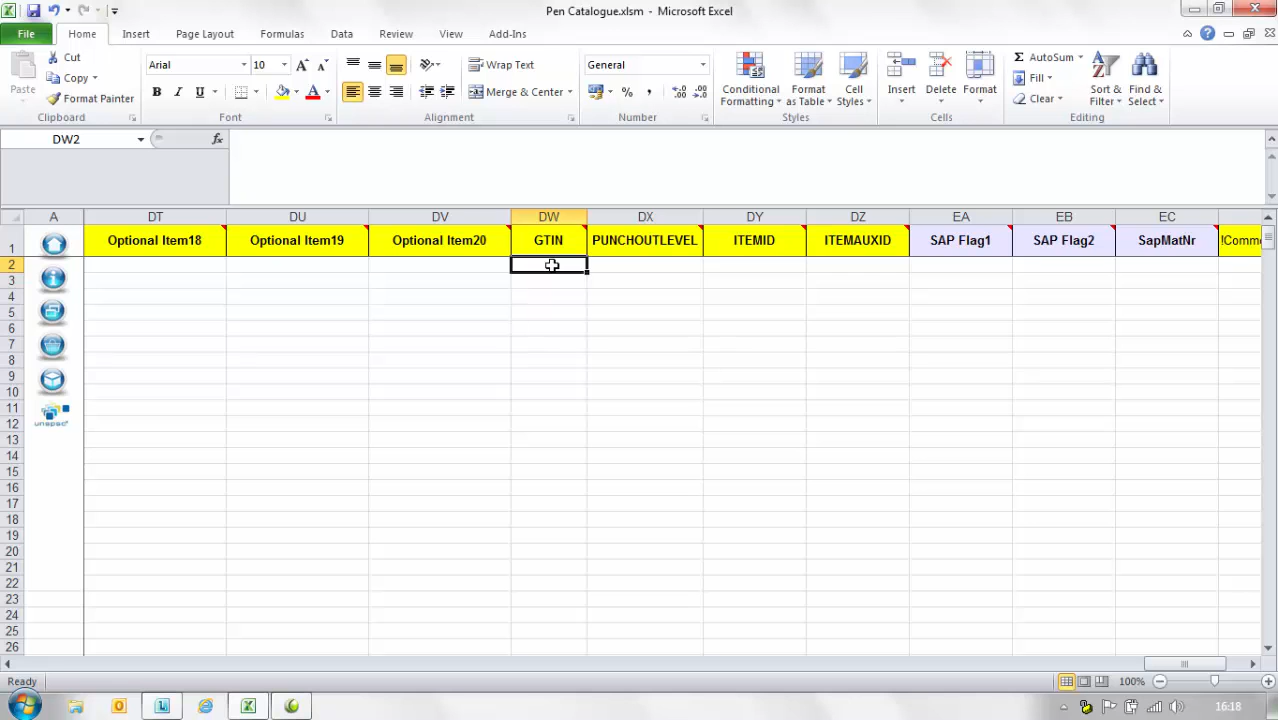 Pen Catalogue.xlsm - Microsoft Excel
File Home Insert Page Layout Formulas Data Review View Add-Ins
Paste
Cut
Copy
Format Painter
Clipboard
Arial 10
B I U
Font
Wrap Text
Merge & Center
Alignment
General
%
Number
Conditional Formatting
Format as Table
Cell Styles
Styles
Insert Delete Format
Cells
AutoSum
Fill
Clear
Sort & Filter
Find & Select
Editing
DW2 fx
A DT DU DV DW DX DY DZ EA EB EC
1 Optional Item18 Optional Item19 Optional Item20 GTIN PUNCHOUTLEVEL ITEMID ITEMAUXID SAP Flag1 SAP Flag2 SapMatNr !Comme
2
3
4
5
6
7
8
9
10
11
12
unspsc
13
14
15
16
17
18
19
20
21
22
23
24
25
26
Ready 100%
16:18